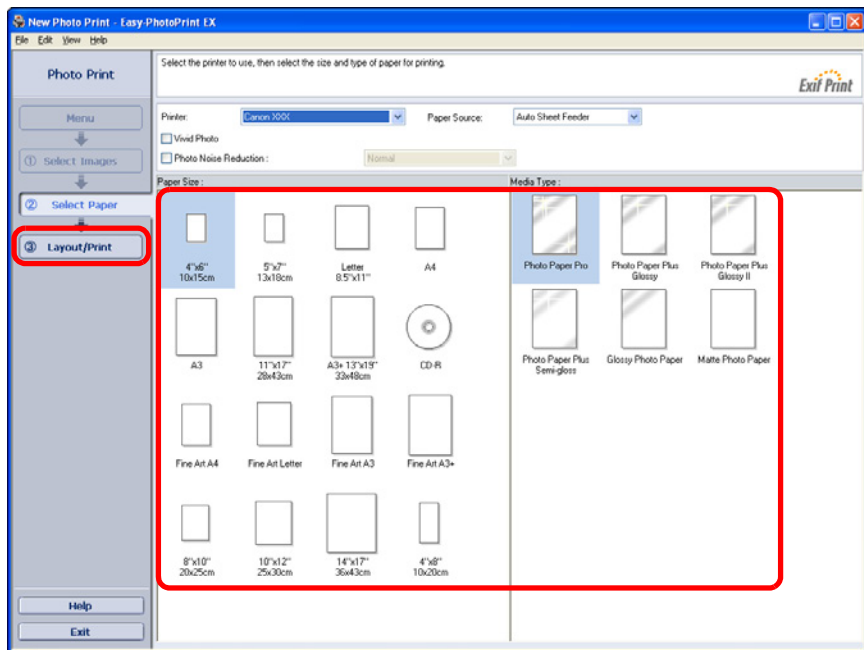 New Photo Print - Easy-PhotoPrint EX
File Edit View Help
Photo Print
Select the printer to use, then select the size and type of paper for printing.
Exif Print
Menu
① Select Images
② Select Paper
③ Layout/Print
Help
Exit
Printer: Canon XXX Paper Source: Auto Sheet Feeder
Vivid Photo
Photo Noise Reduction : Normal
Paper Size :
4"x6"
10x15cm
5"x7"
13x18cm
Letter
8.5"x11"
A4
A3
11"x17"
28x43cm
A3+ 13"x19"
33x48cm
CD-R
Fine Art A4
Fine Art Letter
Fine Art A3
Fine Art A3+
8"x10"
20x25cm
10"x12"
25x30cm
14"x17"
36x43cm
4"x8"
10x20cm
Media Type :
Photo Paper Pro
Photo Paper Plus
Glossy
Photo Paper Plus
Glossy II
Photo Paper Plus
Semi-gloss
Glossy Photo Paper
Matte Photo Paper